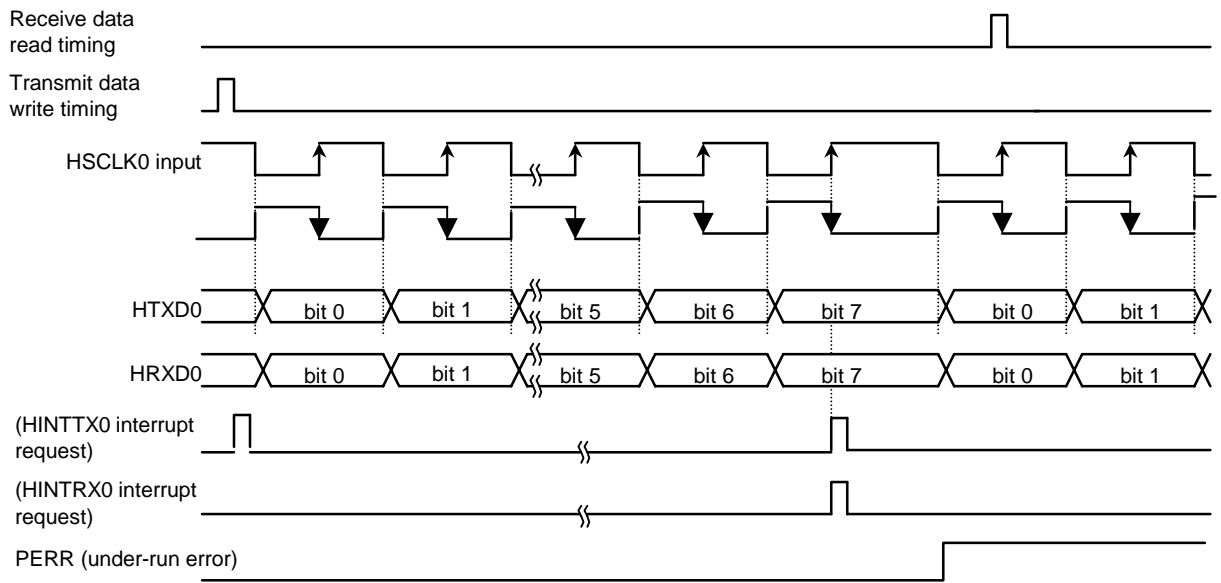 Receive data
read timing
Transmit data
write timing
HSCLK0 input
HTXD0
bit 0 bit 1 bit 5 bit 6 bit 7 bit 0 bit 1
HRXD0
bit 0 bit 1 bit 5 bit 6 bit 7 bit 0 bit 1
(HINTTX0 interrupt
request)
(HINTRX0 interrupt
request)
PERR (under-run error)